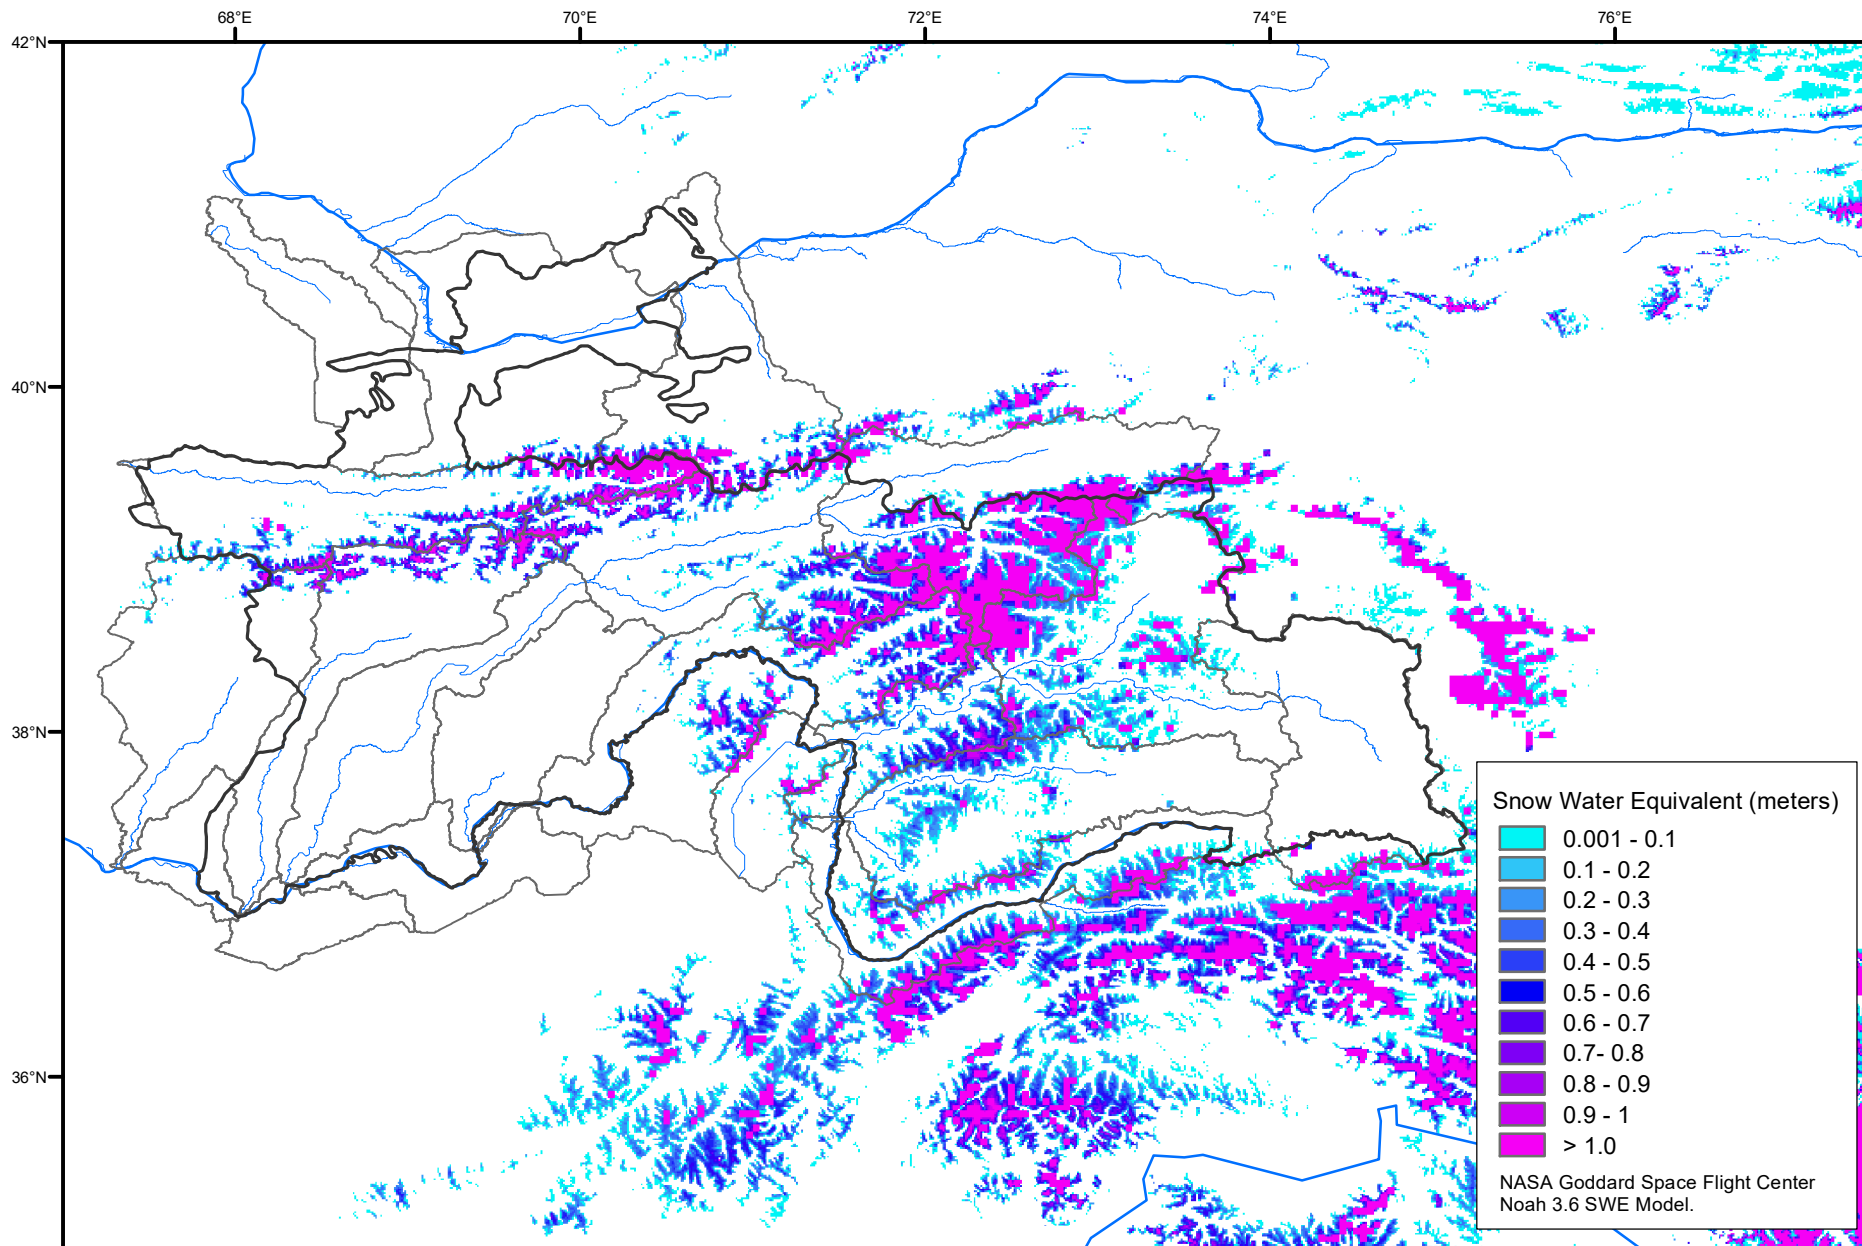 68°E
70°E
72°E
74°E
76°E
42°N
40°N
38°N
36°N
Snow Water Equivalent (meters)
0.001 - 0.1
0.1 - 0.2
0.2 - 0.3
0.3 - 0.4
0.4 - 0.5
0.5 - 0.6
0.6 - 0.7
0.7- 0.8
0.8 - 0.9
0.9 - 1
> 1.0
NASA Goddard Space Flight Center
Noah 3.6 SWE Model.